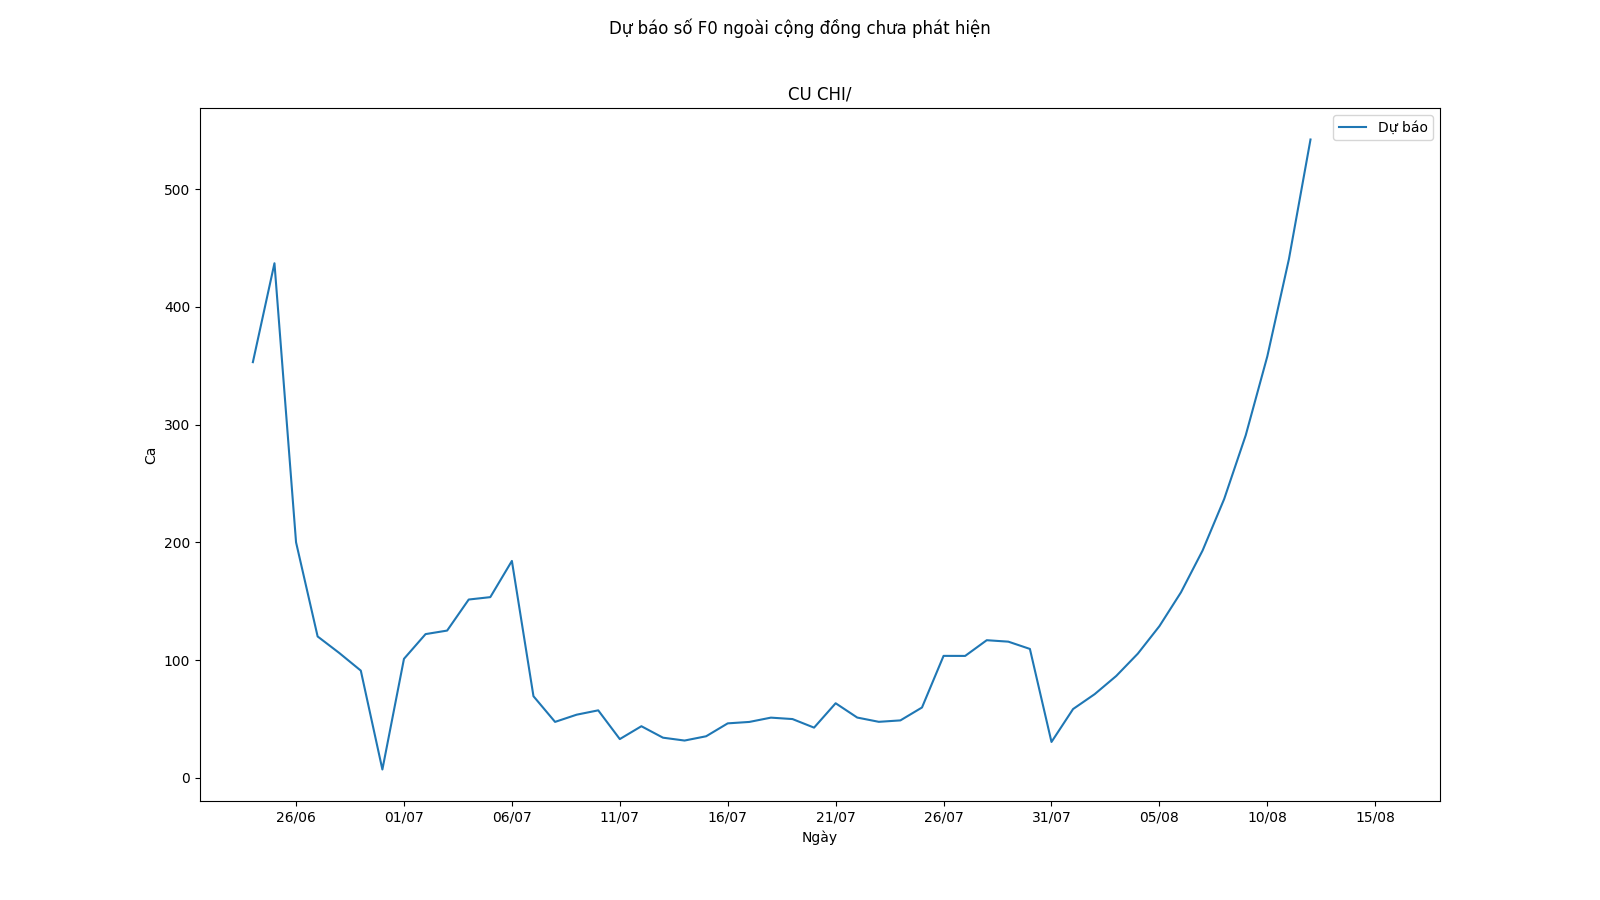 Dự báo số F0 ngoài cộng đồng chưa phát hiện
CU CHI/
Dự báo
500
400
300
200
100
0
Ca
26/06 01/07 06/07 11/07 16/07 21/07 26/07 31/07 05/08 10/08 15/08
Ngày